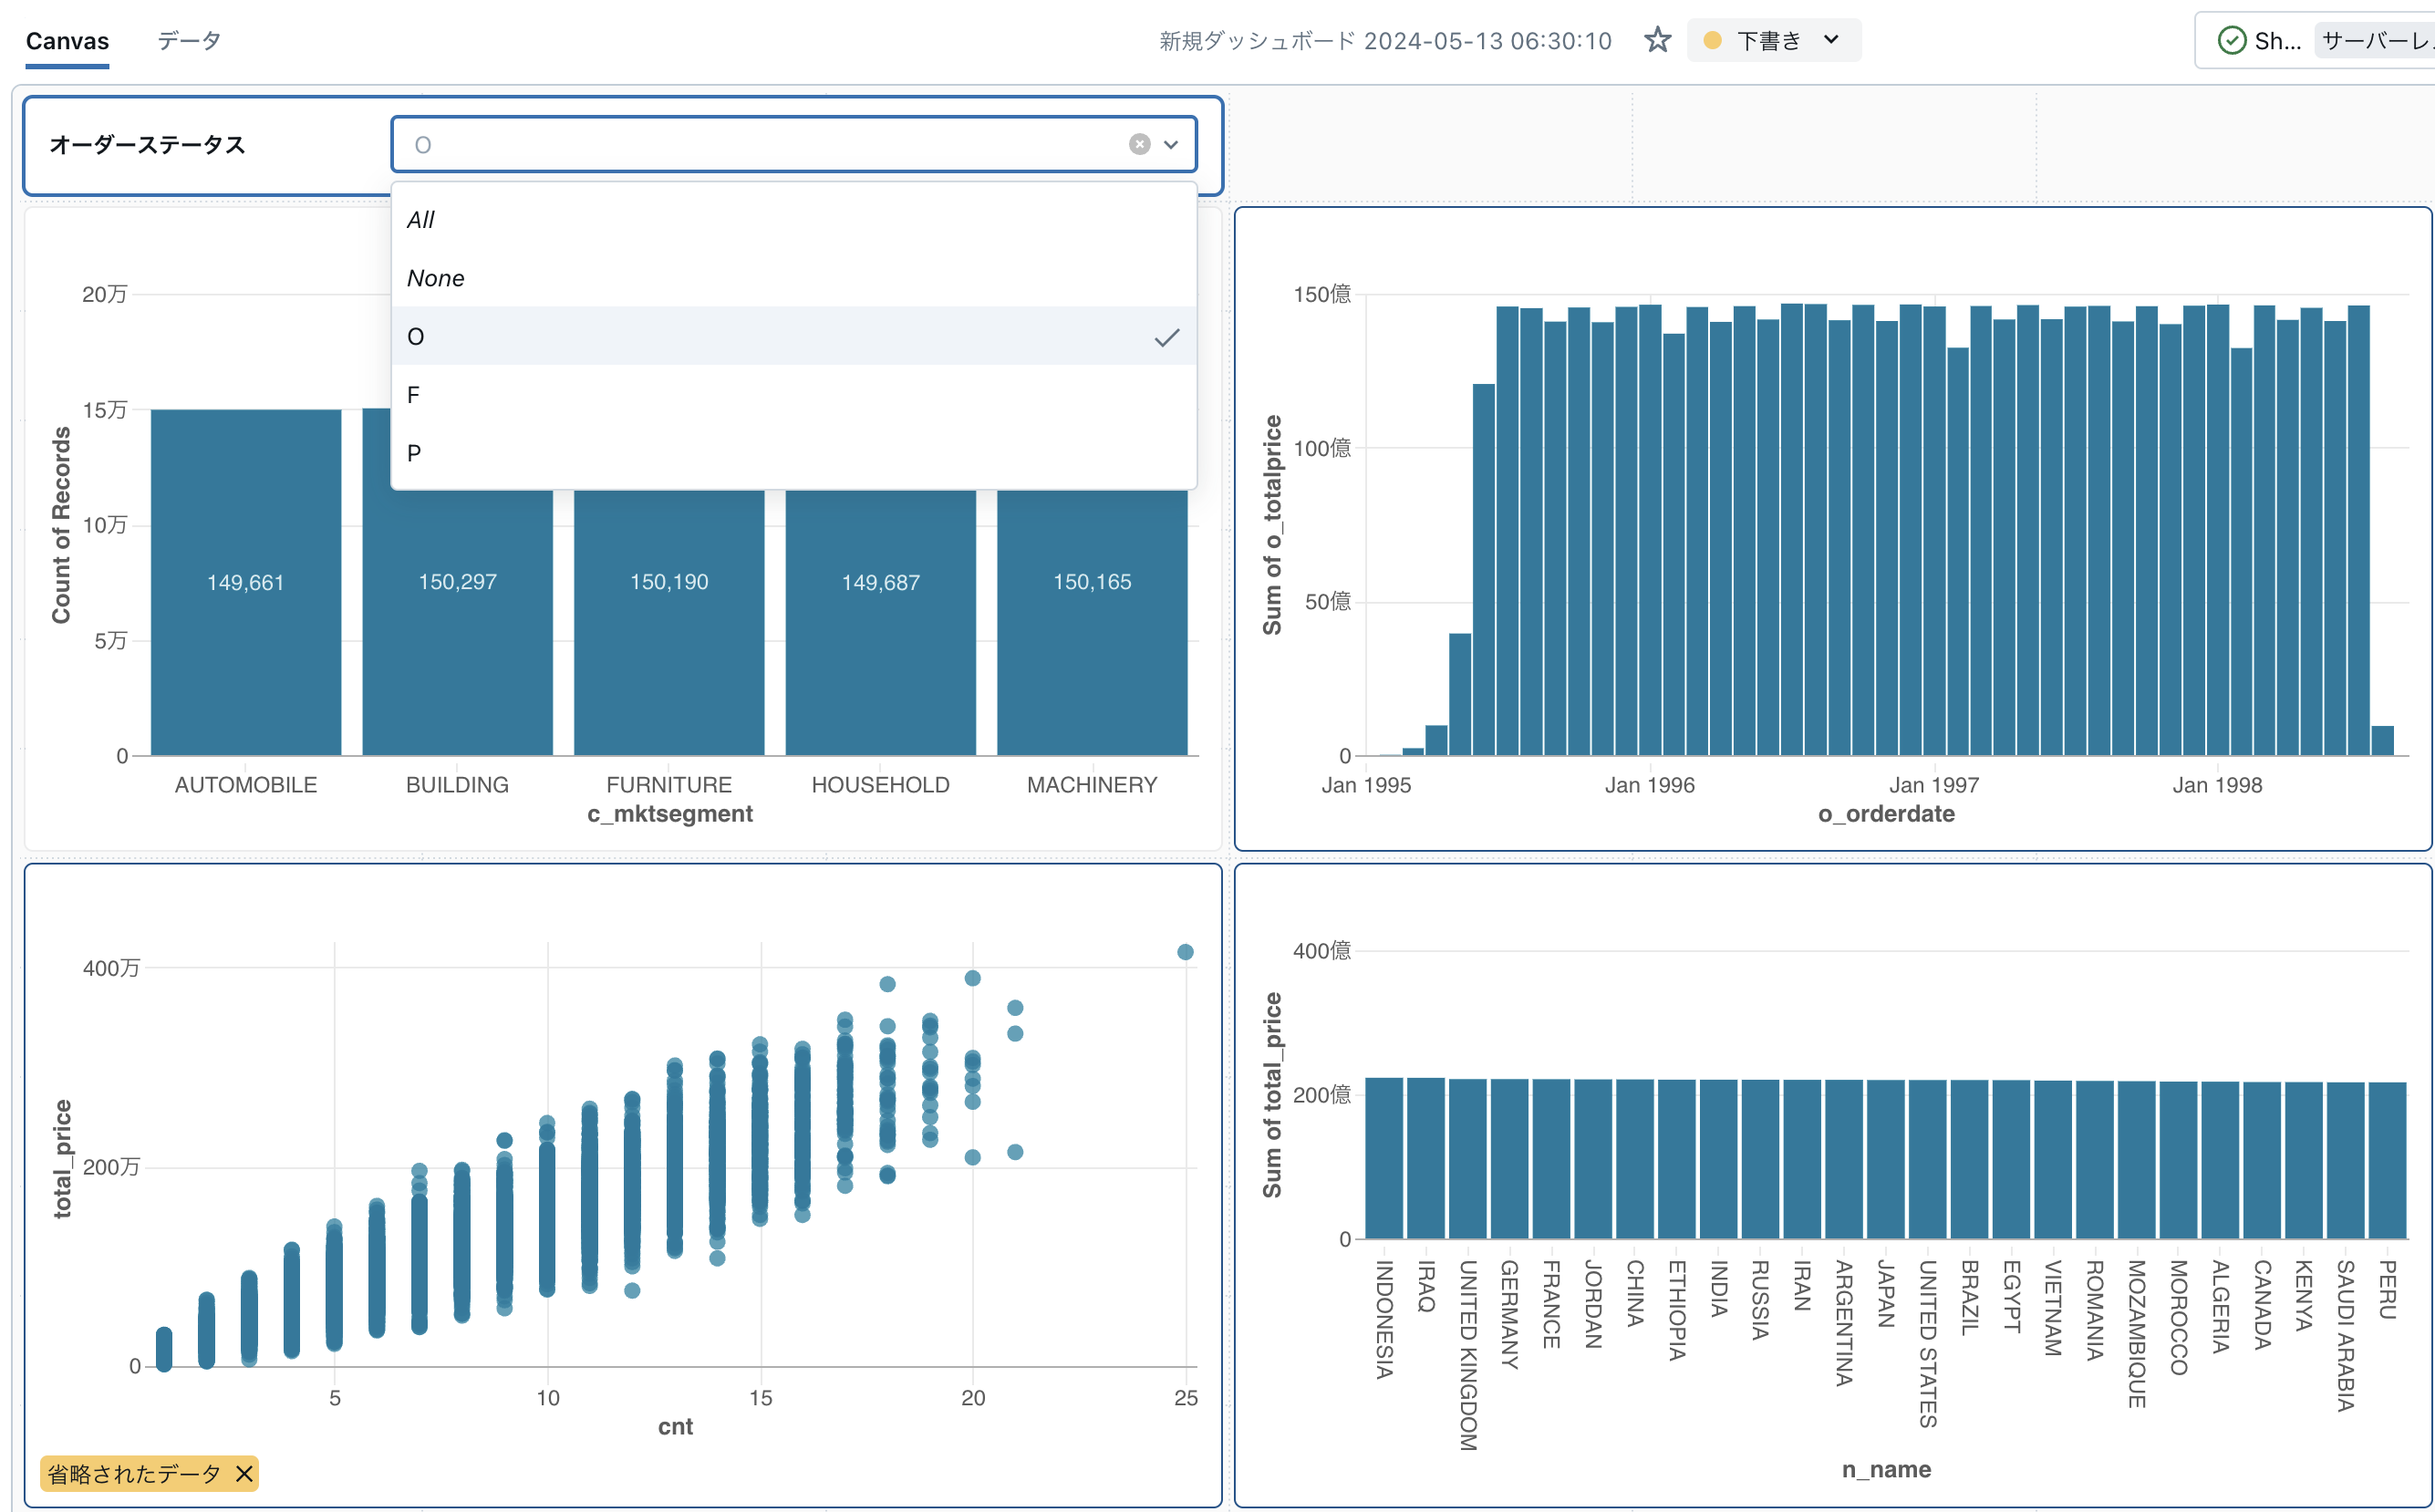 Canvas データ 新規ダッシュボード 2024-05-13 06:30:10 下書き Sh... サーバーレ
オーダーステータス O
All
None
O
F
P
20万
15万
10万
5万
0
Count of Records
149,661 150,297 150,190 149,687 150,165
AUTOMOBILE BUILDING FURNITURE HOUSEHOLD MACHINERY
c_mktsegment
150億
100億
50億
0
Sum of o_totalprice
Jan 1995 Jan 1996 Jan 1997 Jan 1998
o_orderdate
400万
200万
0
total_price
5 10 15 20 25
cnt
省略されたデータ
400億
200億
0
Sum of total_price
INDONESIA
IRAQ
UNITED KINGDOM
GERMANY
FRANCE
JORDAN
CHINA
ETHIOPIA
INDIA
RUSSIA
IRAN
ARGENTINA
JAPAN
UNITED STATES
BRAZIL
EGYPT
VIETNAM
ROMANIA
MOZAMBIQUE
MOROCCO
ALGERIA
CANADA
KENYA
SAUDI ARABIA
PERU
n_name